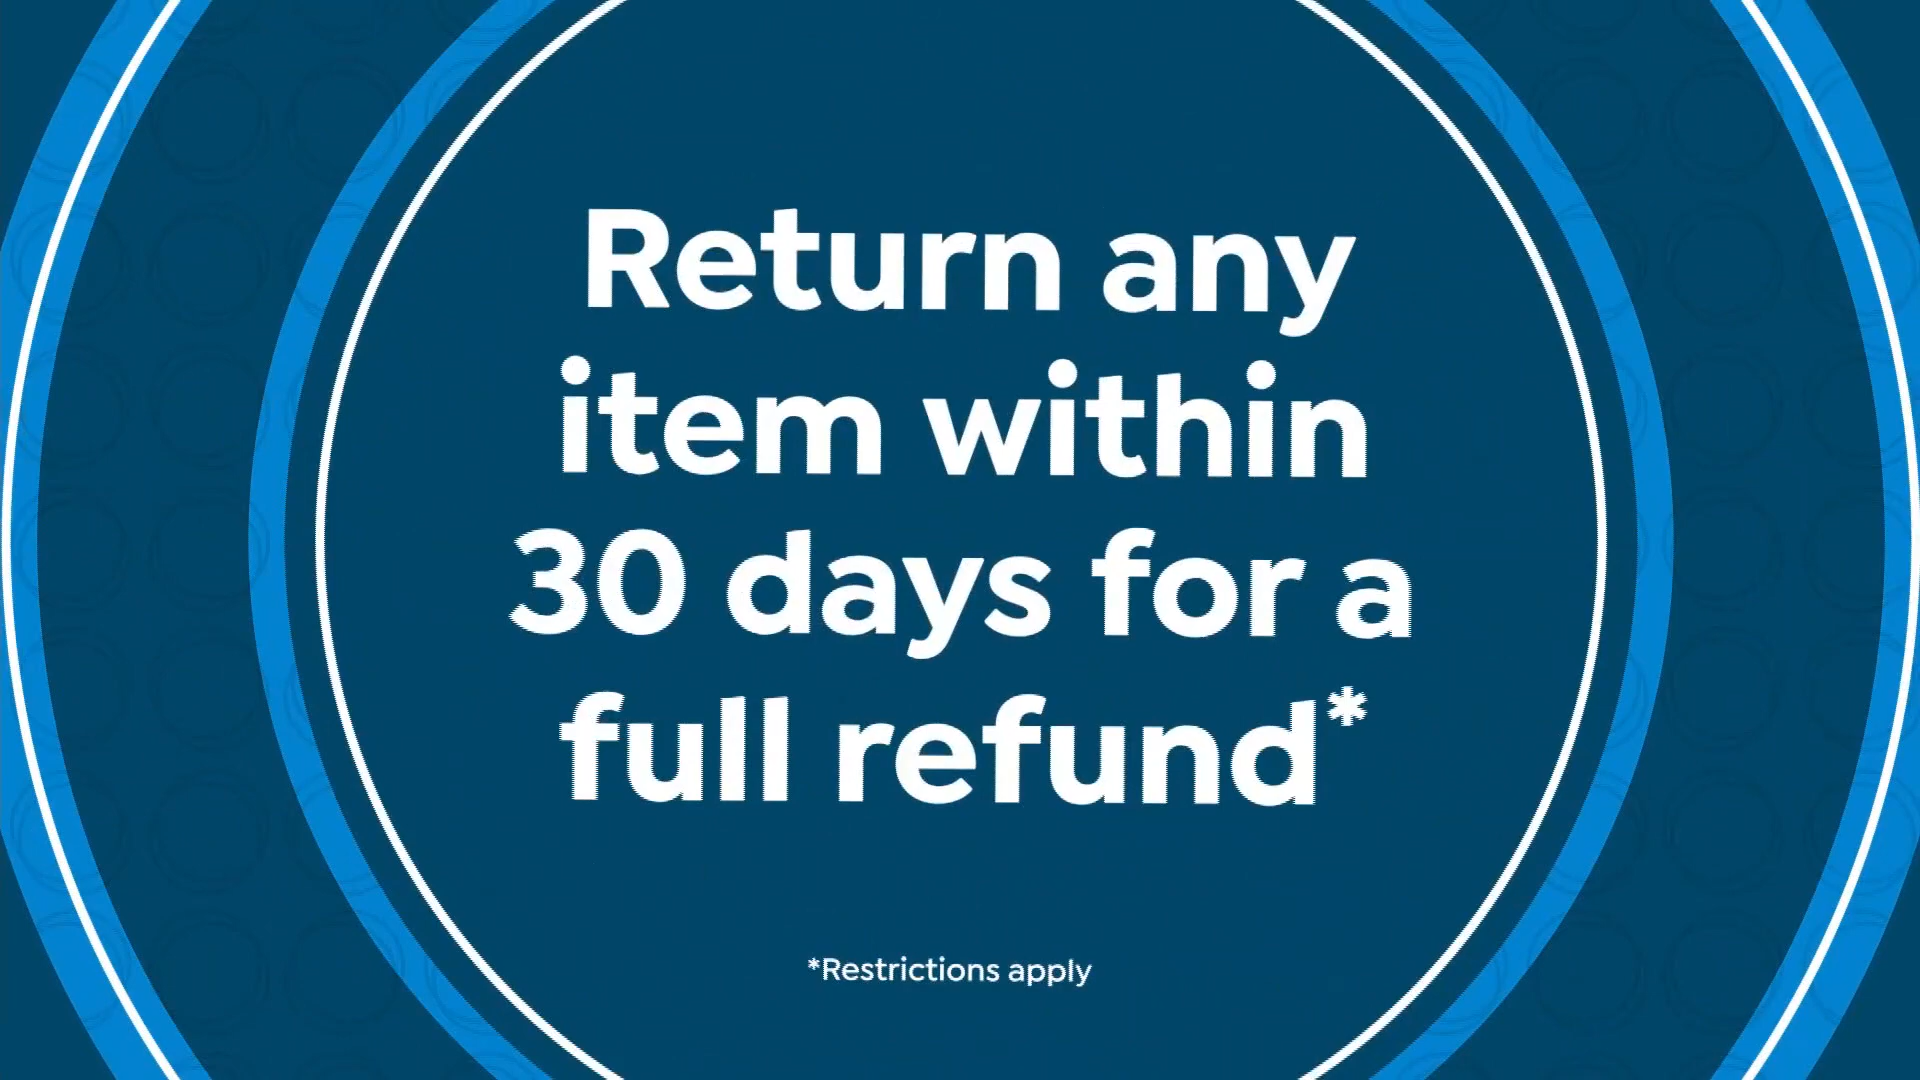 Return any
item within
30 days for a
full refund*
*Restrictions apply